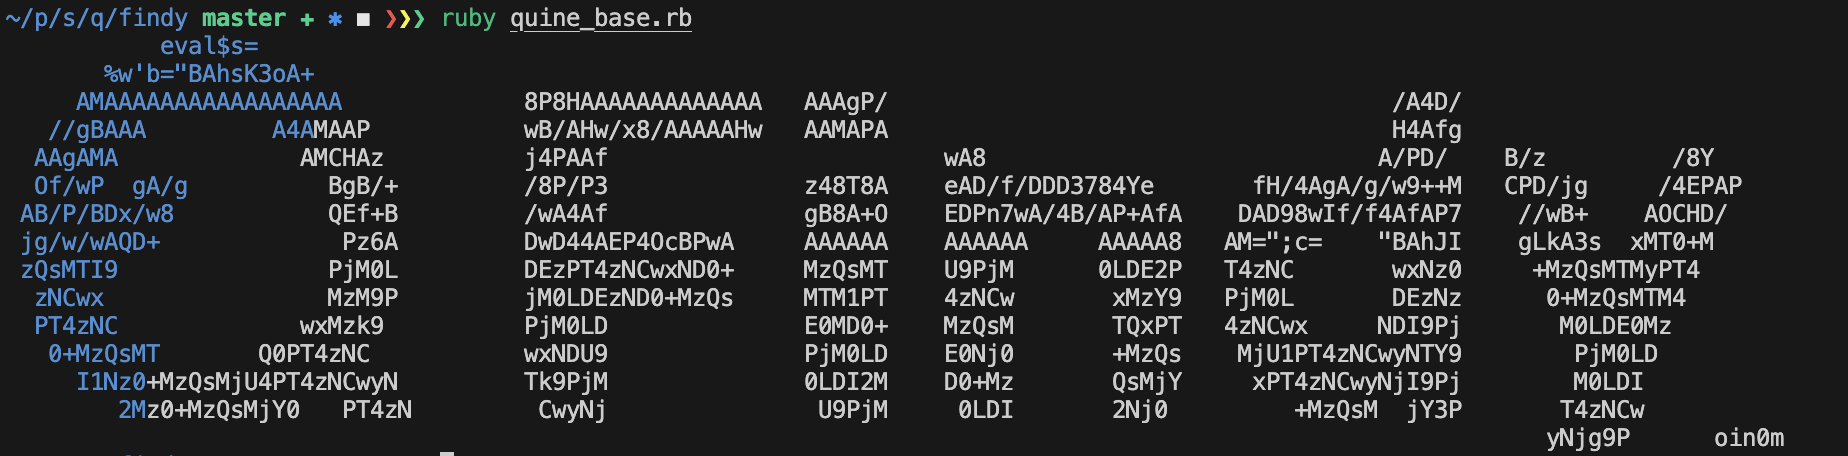 ~/p/s/q/findy master + * ■ ❯❯❯ ruby quine_base.rb
           eval$s=
       %w'b="BAhsK3oA+
     AMAAAAAAAAAAAAAAAAA             8P8HAAAAAAAAAAAAA   AAAgP/                                    /A4D/
   //gBAAA         A4AMAAP           wB/AHw/x8/AAAAAHw   AAMAPA                                    H4Afg
  AAgAMA             AMCHAz          j4PAAf                        wA8                            A/PD/    B/z         /8Y
  Of/wP  gA/g          BgB/+         /8P/P3              z48T8A    eAD/f/DDD3784Ye       fH/4AgA/g/w9++M   CPD/jg     /4EPAP
 AB/P/BDx/w8           QEf+B         /wA4Af              gB8A+O    EDPn7wA/4B/AP+AfA    DAD98wIf/f4AfAP7    //wB+    AOCHD/
 jg/w/wAQD+             Pz6A         DwD44AEP4OcBPwA     AAAAAA    AAAAAA     AAAAA8   AM=";c=    "BAhJI    gLkA3s  xMT0+M
 zQsMTI9               PjM0L         DEzPT4zNCwxND0+     MzQsMT    U9PjM      0LDE2P   T4zNC       wxNz0     +MzQsMTMyPT4
  zNCwx                MzM9P         jM0LDEzND0+MzQs     MTM1PT    4zNCw       xMzY9   PjM0L       DEzNz      0+MzQsMTM4
  PT4zNC             wxMzk9          PjM0LD              E0MD0+    MzQsM       TQxPT   4zNCwx     NDI9Pj       M0LDE0Mz
   0+MzQsMT       Q0PT4zNC           wxNDU9              PjM0LD    E0Nj0       +MzQs    MjU1PT4zNCwyNTY9        PjM0LD
     I1Nz0+MzQsMjU4PT4zNCwyN         Tk9PjM              0LDI2M    D0+Mz       QsMjY     xPT4zNCwyNjI9Pj        M0LDI
        2Mz0+MzQsMjY0   PT4zN         CwyNj               U9PjM     0LDI       2Nj0         +MzQsM  jY3P       T4zNCw
                                                                                                              yNjg9P      oin0m